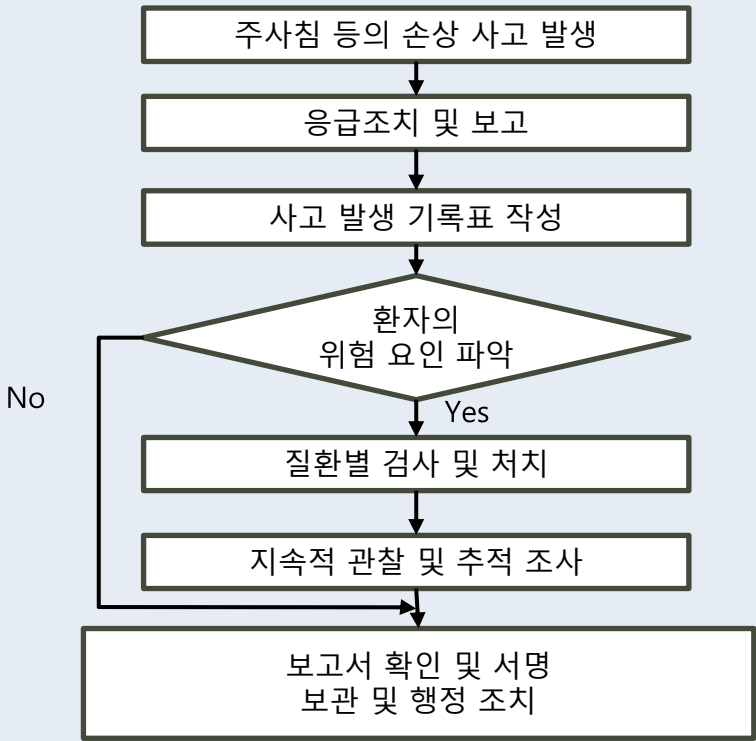 주사침 등의 손상 사고 발생
응급조치 및 보고
사고 발생 기록표 작성
환자의
위험 요인 파악
No
Yes
질환별 검사 및 처치
지속적 관찰 및 추적 조사
보고서 확인 및 서명
보관 및 행정 조치